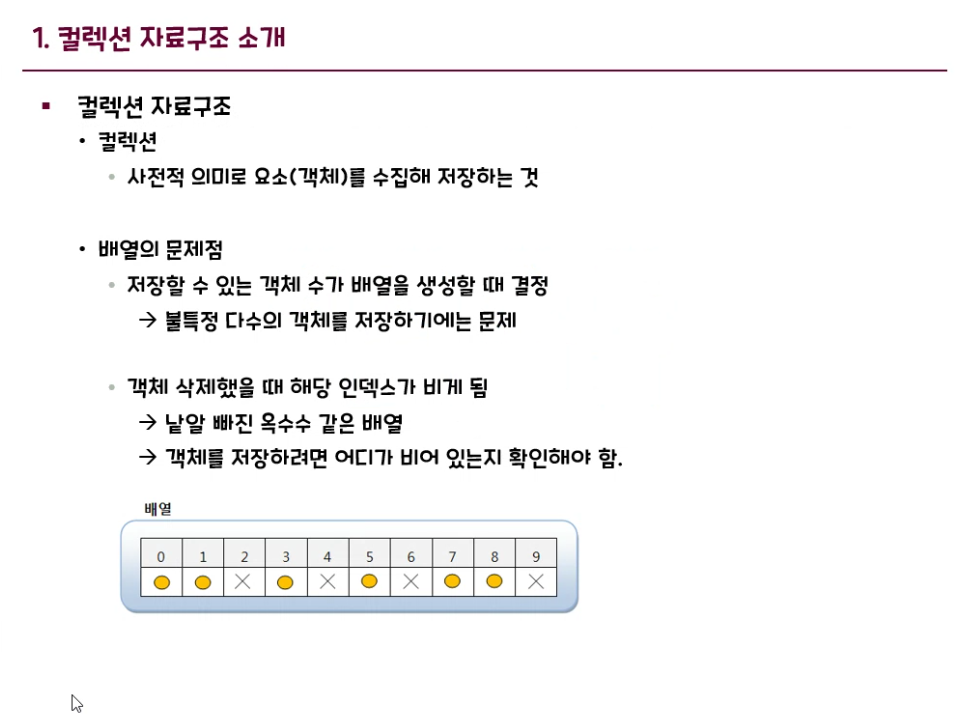 1. 컬렉션 자료구조 소개
컬렉션 자료구조
컬렉션
사전적 의미로 요소(객체)를 수집해 저장하는 것
배열의 문제점
저장할 수 있는 객체 수가 배열을 생성할 때 결정
→ 불특정 다수의 객체를 저장하기에는 문제
객체 삭제했을 때 해당 인덱스가 비게 됨
→ 낱알 빠진 옥수수 같은 배열
→ 객체를 저장하려면 어디가 비어 있는지 확인해야 함.
배열
0 1 2 3 4 5 6 7 8 9